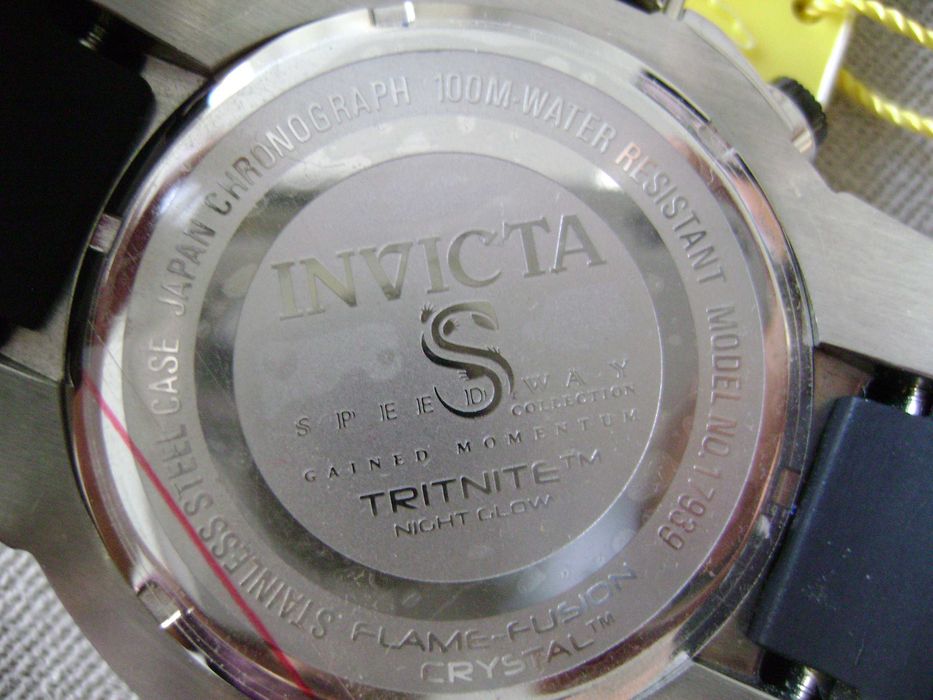 STAINLESS STEEL CASE JAPAN CHRONOGRAPH 100M-WATER RESISTANT MODEL NO.17939
INVICTA
S
SPEEDWAY
COLLECTION
GAINED MOMENTUM
TRITNITE™
NIGHT GLOW
FLAME-FUSION
CRYSTAL™